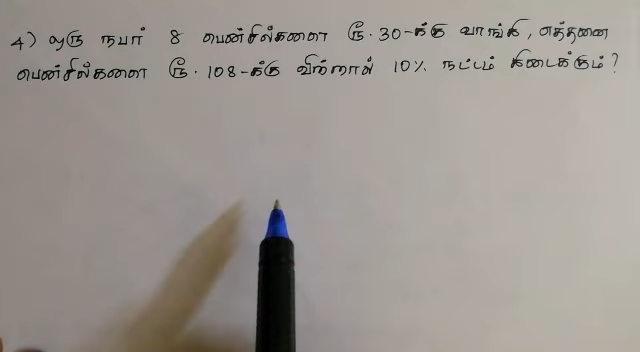 4) ஒரு நபர் 8 பென்சில்களை ரூ. 30-க்கு வாங்கி, எத்தனை
பென்சில்களை ரூ. 108-க்கு விற்றால் 10% நட்டம் கிடைக்கும்?